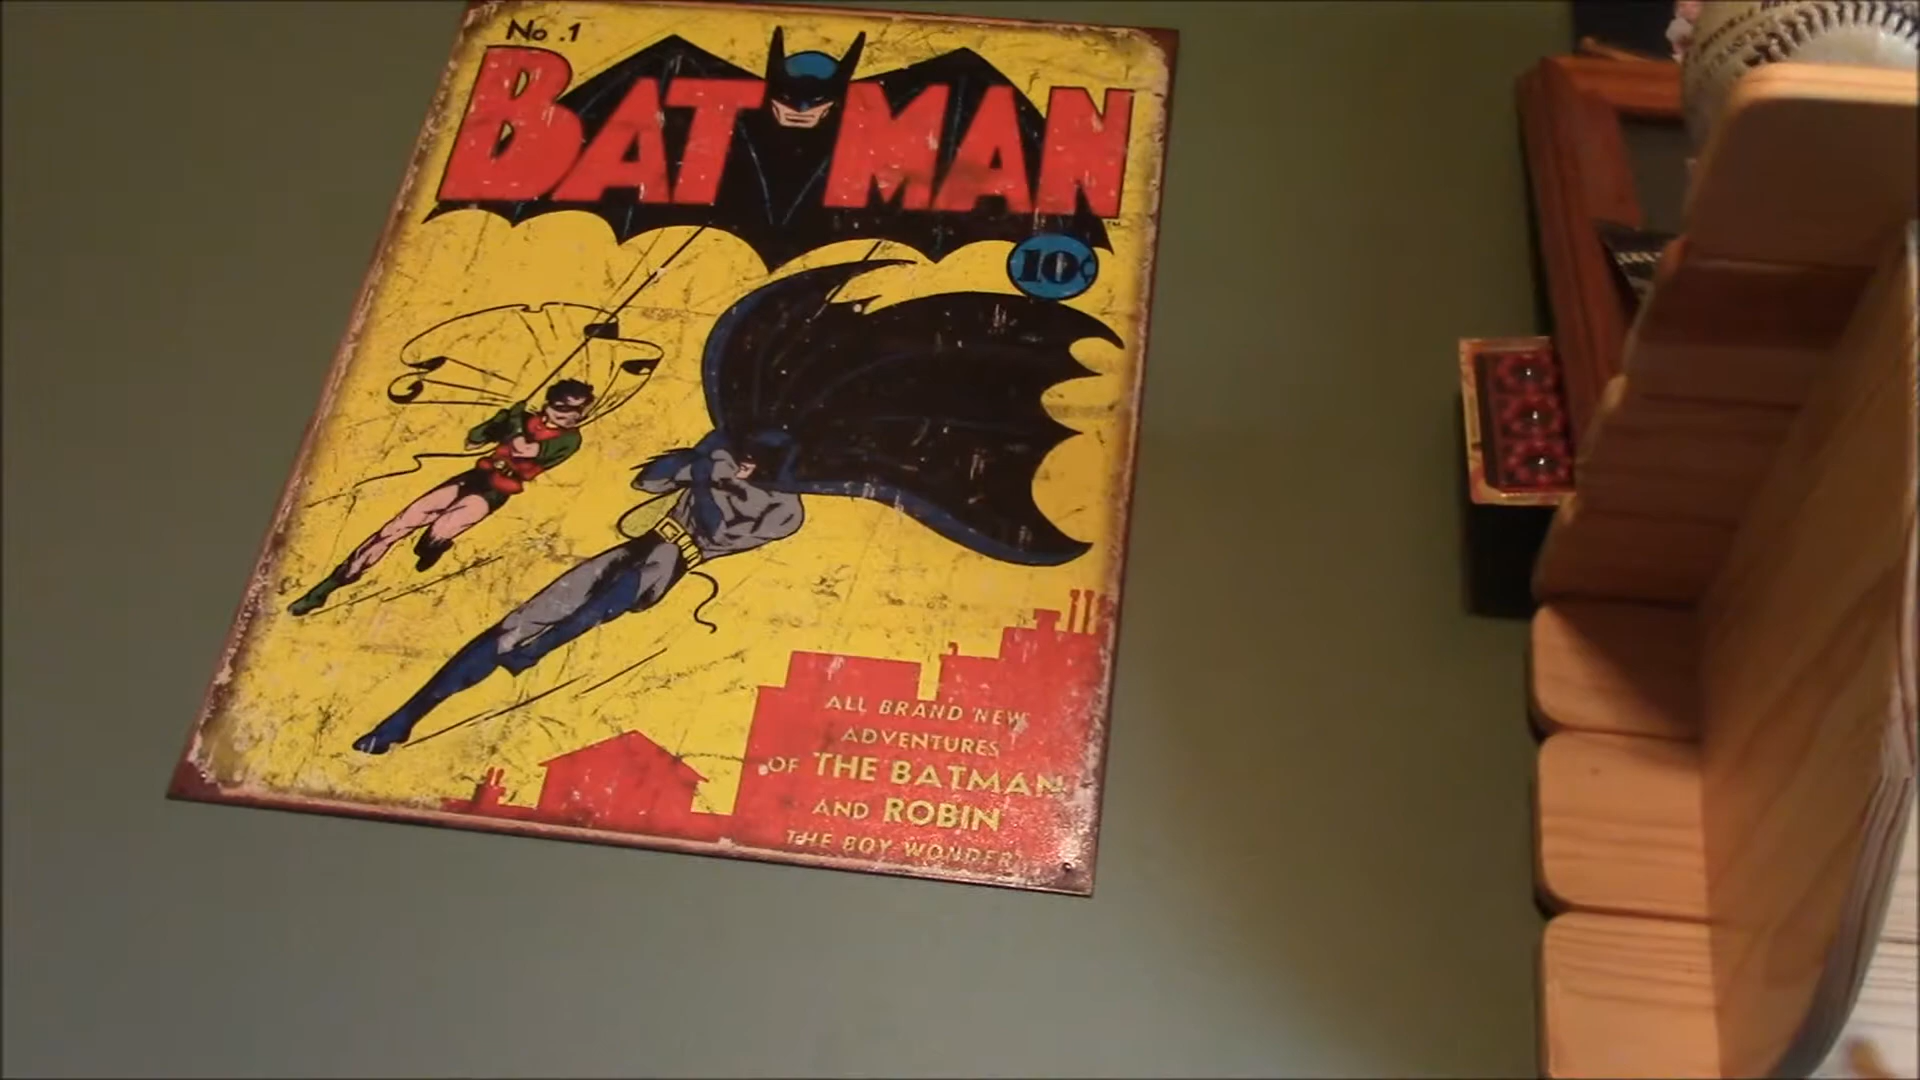 No. 1
BATMAN
10¢
ALL BRAND NEW
ADVENTURES
OF THE BATMAN
AND ROBIN
THE BOY WONDER!